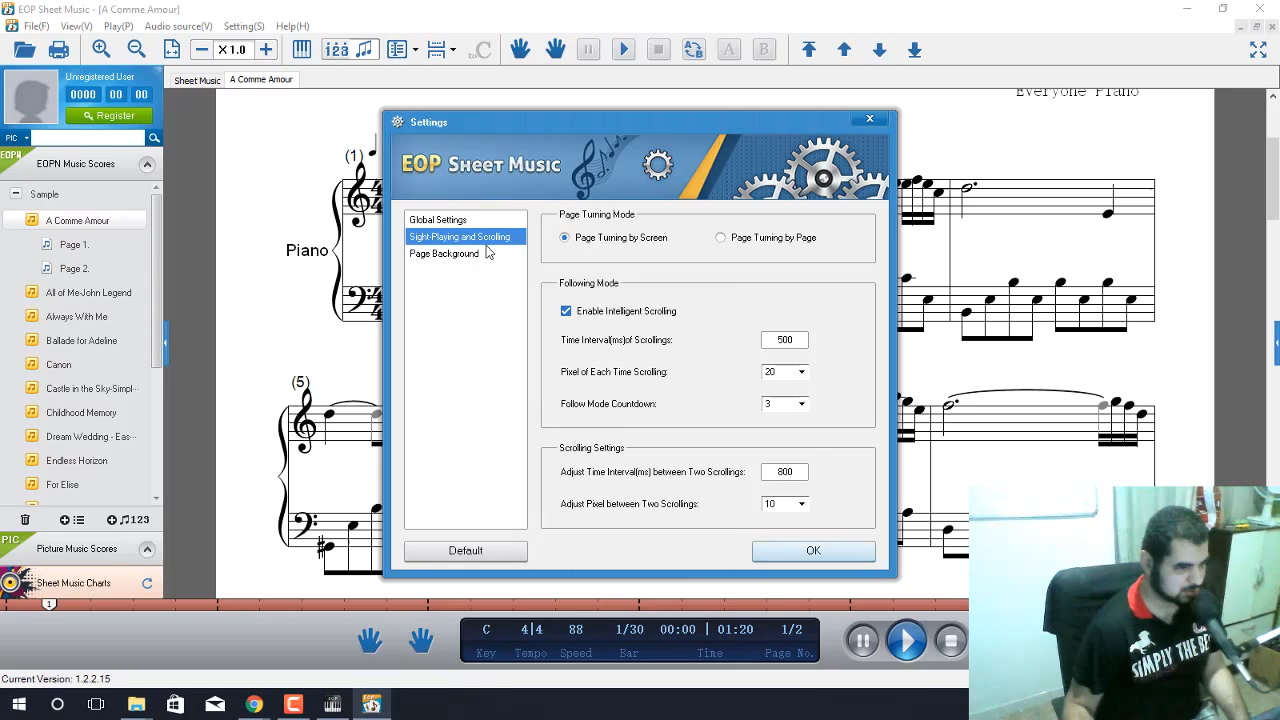 EOP Sheet Music - [A Comme Amour]
File(F) View(V) Play(P) Audio source(V) Setting(S) Help(H)
X 1.0 123 to C A B
Unregistered User
0000 00 00
Register
PIC
EOPN EOPN Music Scores
Sample
A Comme Amour
Page 1.
Page 2.
All of Me-John Legend
Always With Me
Ballade for Adeline
Canon
Castle in the Sky-Simpl
Childhood Memory
Dream Wedding - Eas
Endless Horizon
For Elise
123
PIC Picture Music Scores
Sheet Music Charts
Sheet Music A Comme Amour
Everyone Piano
(1)
Piano
(5)
Settings
EOP Sheet Music
Global Settings
Sight-Playing and Scrolling
Page Background
Page Turning Mode
Page Turning by Screen Page Turning by Page
Following Mode
Enable Intelligent Scrolling
Time Interval(ms)of Scrollings: 500
Pixel of Each Time Scrolling: 20
Follow Mode Countdown: 3
Scrolling Settings
Adjust Time Interval(ms) between Two Scrollings: 800
Adjust Pixel between Two Scrollings: 10
Default OK
1
C 4|4 88 1/30 00:00 | 01:20 1/2
Key Tempo Speed Bar Time Page No.
Current Version: 1.2.2.15
SIMPLY THE BE